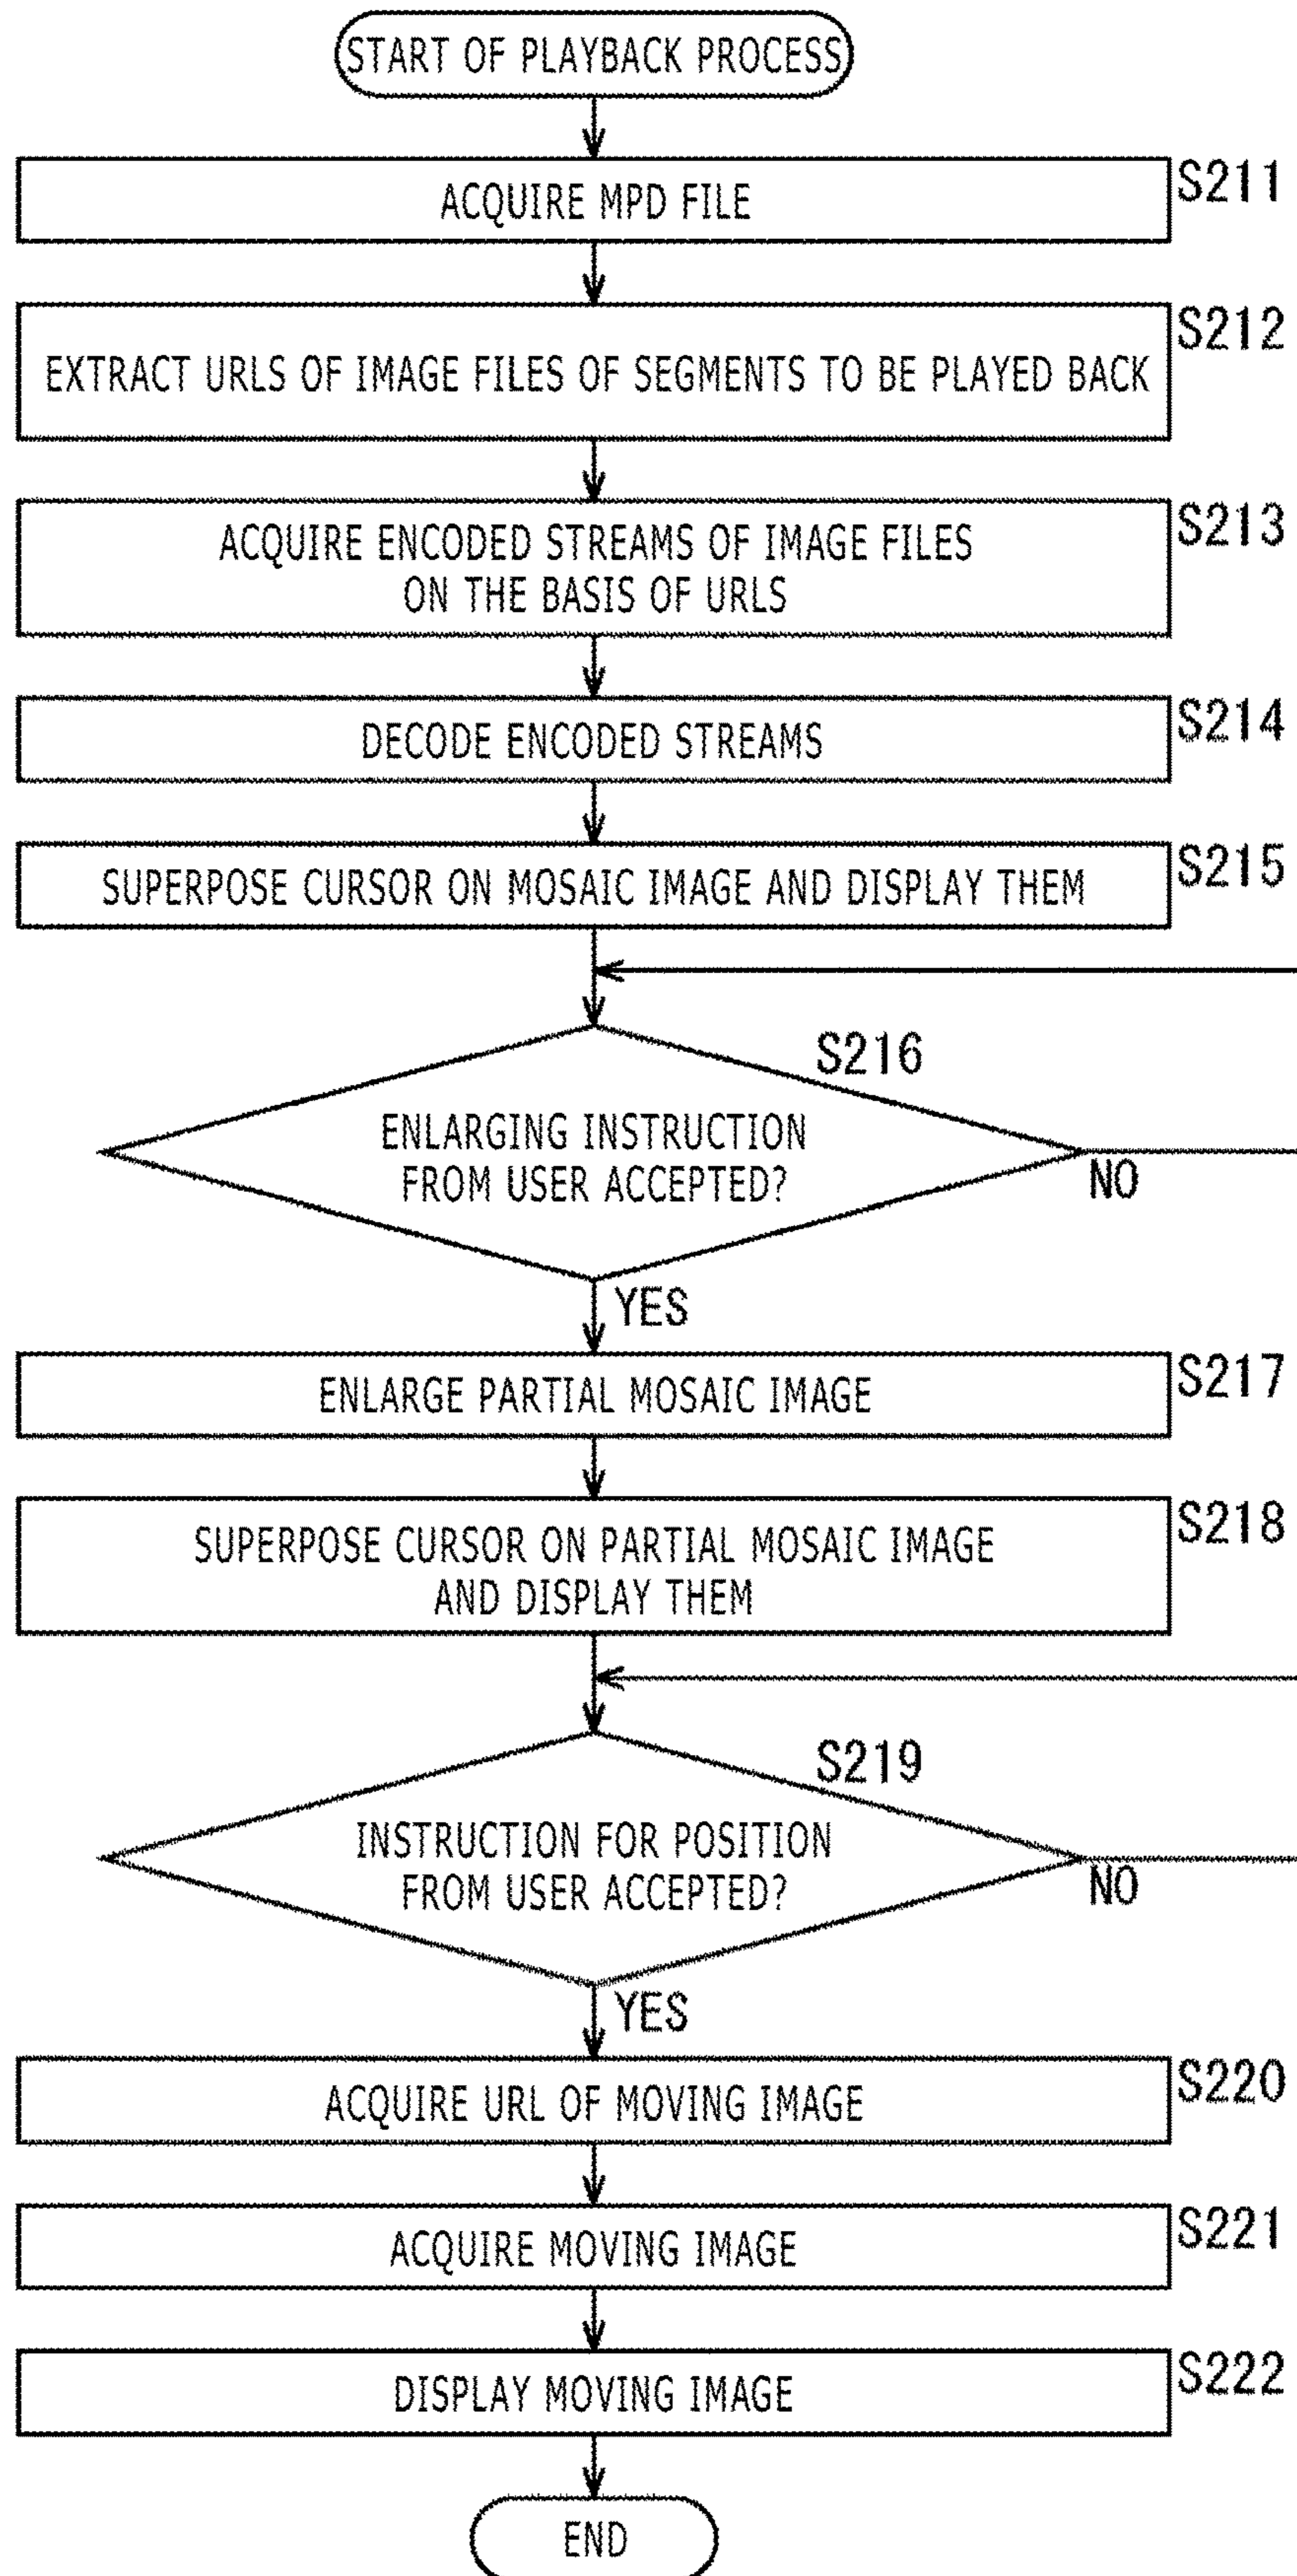 START OF PLAYBACK PROCESS
ACQUIRE MPD FILE
S211
EXTRACT URLS OF IMAGE FILES OF SEGMENTS TO BE PLAYED BACK
S212
ACQUIRE ENCODED STREAMS OF IMAGE FILES
ON THE BASIS OF URLS
S213
DECODE ENCODED STREAMS
S214
SUPERPOSE CURSOR ON MOSAIC IMAGE AND DISPLAY THEM
S215
S216
ENLARGING INSTRUCTION
FROM USER ACCEPTED?
NO
YES
ENLARGE PARTIAL MOSAIC IMAGE
S217
SUPERPOSE CURSOR ON PARTIAL MOSAIC IMAGE
AND DISPLAY THEM
S218
S219
INSTRUCTION FOR POSITION
FROM USER ACCEPTED?
NO
YES
ACQUIRE URL OF MOVING IMAGE
S220
ACQUIRE MOVING IMAGE
S221
DISPLAY MOVING IMAGE
S222
END